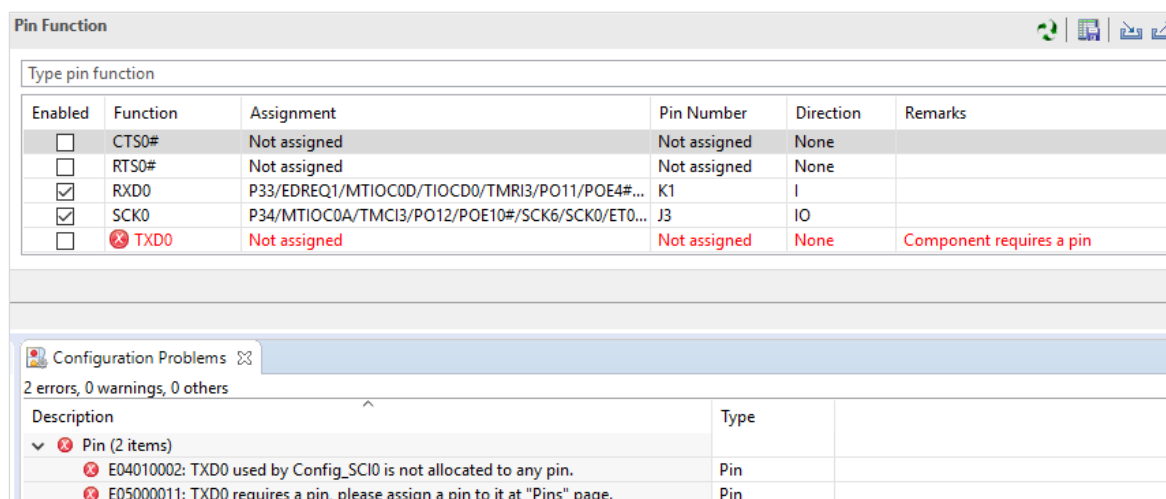 Pin Function
Type pin function
Enabled Function Assignment Pin Number Direction Remarks
CTS0# Not assigned Not assigned None
RTS0# Not assigned Not assigned None
RXD0 P33/EDREQ1/MTIOC0D/TIOCD0/TMRI3/PO11/POE4#... K1 I
SCK0 P34/MTIOC0A/TMCI3/PO12/POE10#/SCK6/SCK0/ET0... J3 IO
TXD0 Not assigned Not assigned None Component requires a pin
Configuration Problems
2 errors, 0 warnings, 0 others
Description Type
Pin (2 items)
E04010002: TXD0 used by Config_SCI0 is not allocated to any pin. Pin
E05000011: TXD0 requires a pin, please assign a pin to it at "Pins" page. Pin